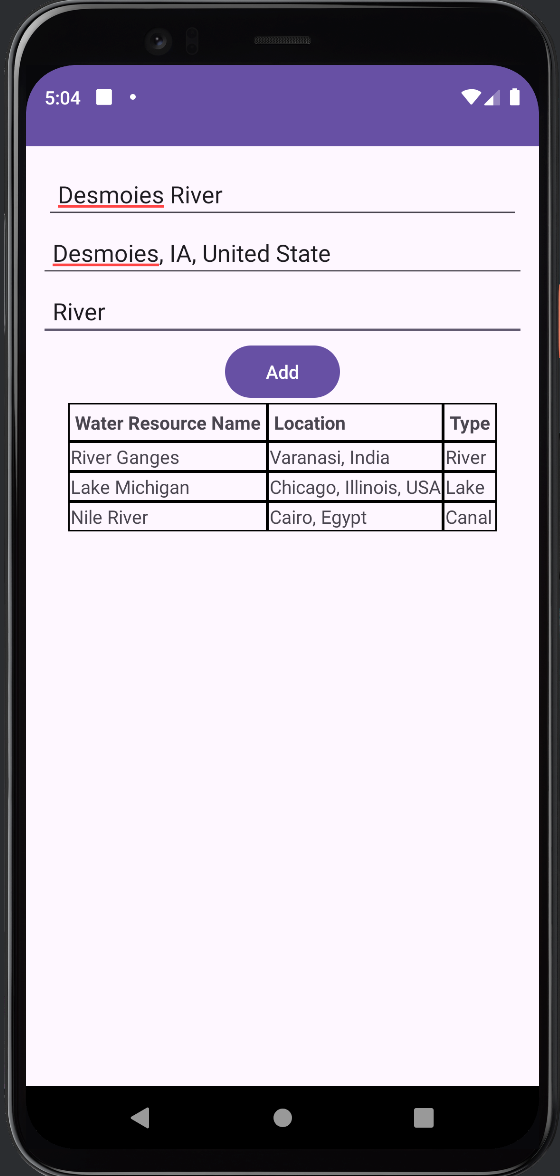 5:04
Desmoies River
Desmoies, IA, United State
River
Add
Water Resource Name Location Type
River Ganges Varanasi, India River
Lake Michigan Chicago, Illinois, USA Lake
Nile River Cairo, Egypt Canal